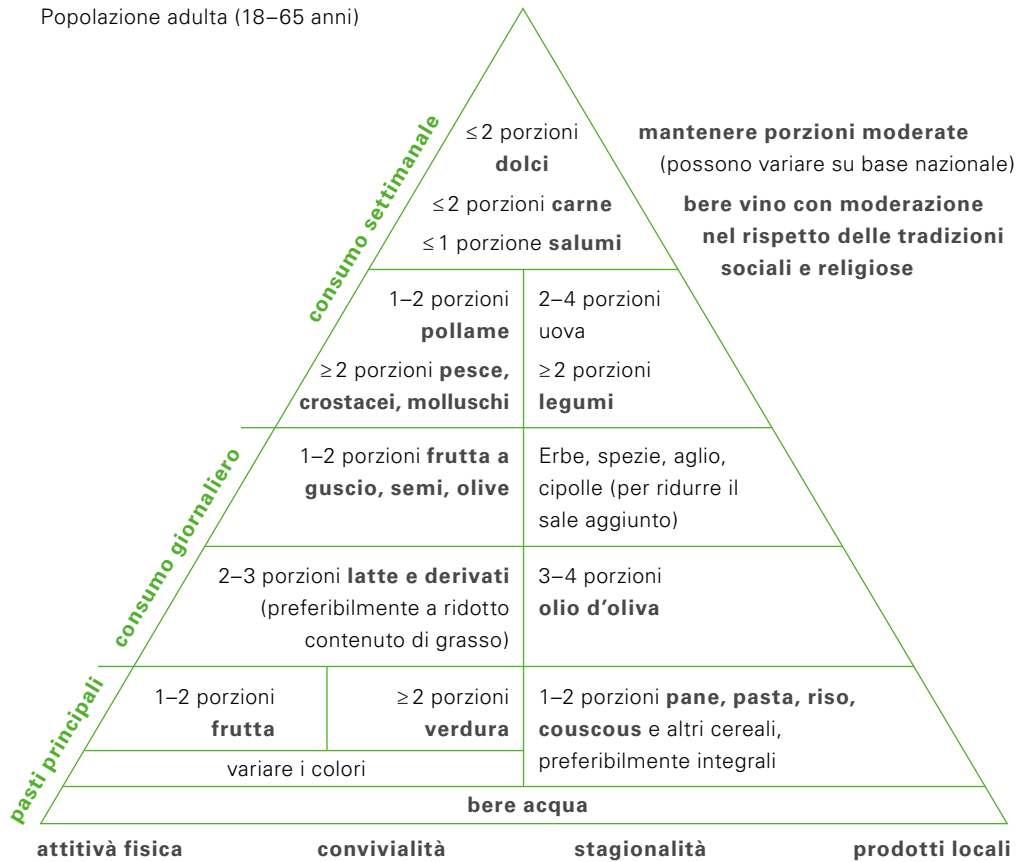 Popolazione adulta (18–65 anni)
consumo settimanale
≤2 porzioni
dolci
≤2 porzioni carne
≤1 porzione salumi
mantenere porzioni moderate
(possono variare su base nazionale)
bere vino con moderazione
nel rispetto delle tradizioni
sociali e religiose
1–2 porzioni
pollame
≥2 porzioni pesce,
crostacei, molluschi
2–4 porzioni
uova
≥2 porzioni
legumi
consumo giornaliero
1–2 porzioni frutta a
guscio, semi, olive
Erbe, spezie, aglio,
cipolle (per ridurre il
sale aggiunto)
2–3 porzioni latte e derivati
(preferibilmente a ridotto
contenuto di grasso)
3–4 porzioni
olio d’oliva
pasti principali
1–2 porzioni
frutta
≥2 porzioni
verdura
variare i colori
1–2 porzioni pane, pasta, riso,
couscous e altri cereali,
preferibilmente integrali
bere acqua
attitivà fisica
convivialità
stagionalità
prodotti locali